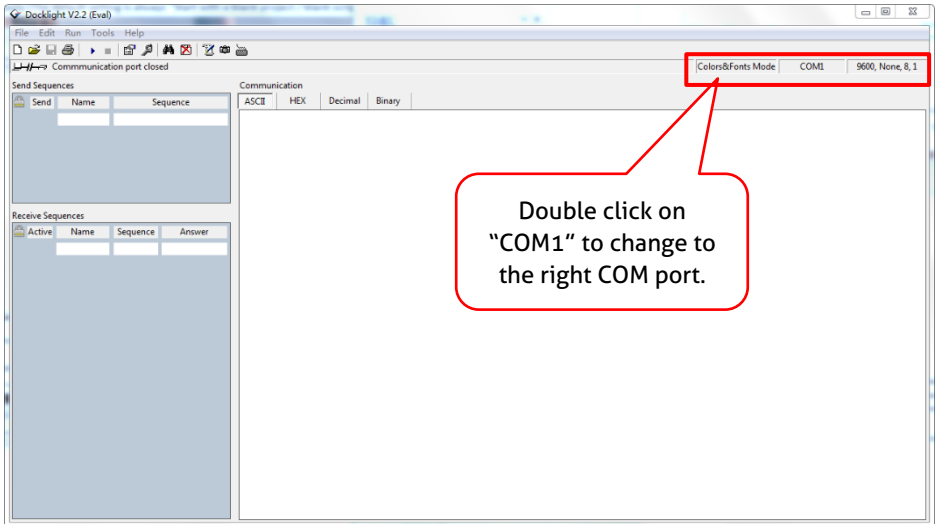 Docklight V2.2 (Eval)
File Edit Run Tools Help
Commmunication port closed
Colors&Fonts Mode COM1 9600, None, 8, 1
Send Sequences
Send Name Sequence
Communication
ASCII HEX Decimal Binary
Double click on
“COM1” to change to
the right COM port.
Receive Sequences
Active Name Sequence Answer